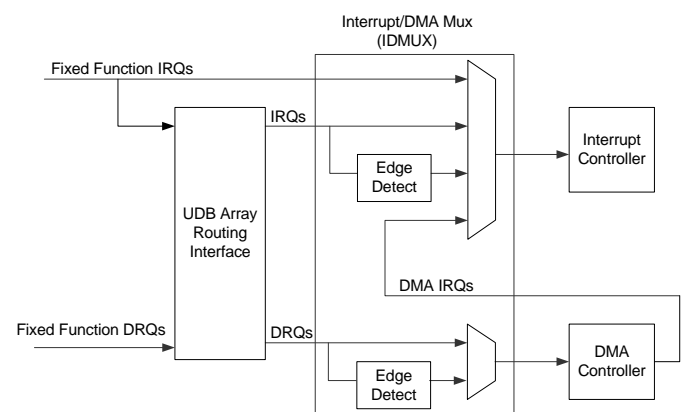 Interrupt/DMA Mux
(IDMUX)
Fixed Function IRQs
IRQs
Interrupt
Controller
Edge
Detect
UDB Array
Routing
Interface
DMA IRQs
Fixed Function DRQs
DRQs
DMA
Controller
Edge
Detect